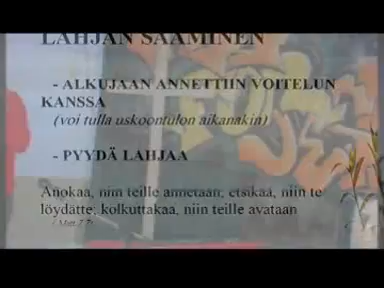 LAHJAN SAAMINEN
- ALKUJAAN ANNETTIIN VOITELUN
KANSSA
(voi tulla uskoontulon aikanakin)
- PYYDÄ LAHJAA
Anokaa, niin teille annetaan; etsikää, niin te
löydätte; kolkuttakaa, niin teille avataan